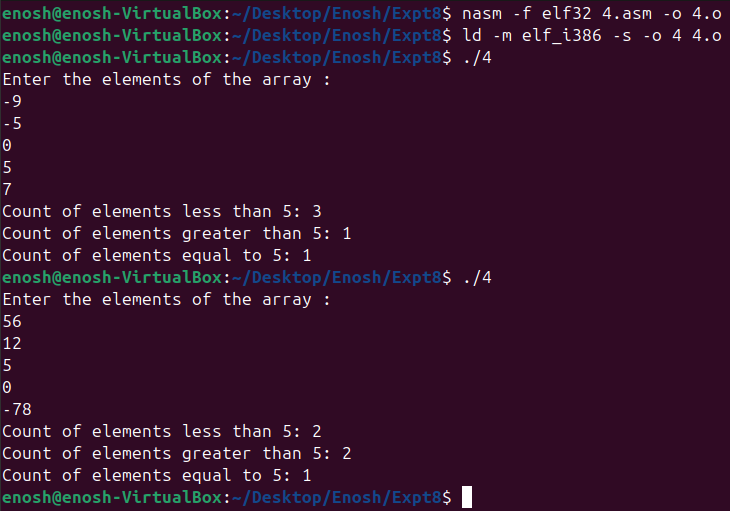 enosh@enosh-VirtualBox:~/Desktop/Enosh/Expt8$ nasm -f elf32 4.asm -o 4.o
enosh@enosh-VirtualBox:~/Desktop/Enosh/Expt8$ ld -m elf_i386 -s -o 4 4.o
enosh@enosh-VirtualBox:~/Desktop/Enosh/Expt8$ ./4
Enter the elements of the array :
-9
-5
0
5
7
Count of elements less than 5: 3
Count of elements greater than 5: 1
Count of elements equal to 5: 1
enosh@enosh-VirtualBox:~/Desktop/Enosh/Expt8$ ./4
Enter the elements of the array :
56
12
5
0
-78
Count of elements less than 5: 2
Count of elements greater than 5: 2
Count of elements equal to 5: 1
enosh@enosh-VirtualBox:~/Desktop/Enosh/Expt8$